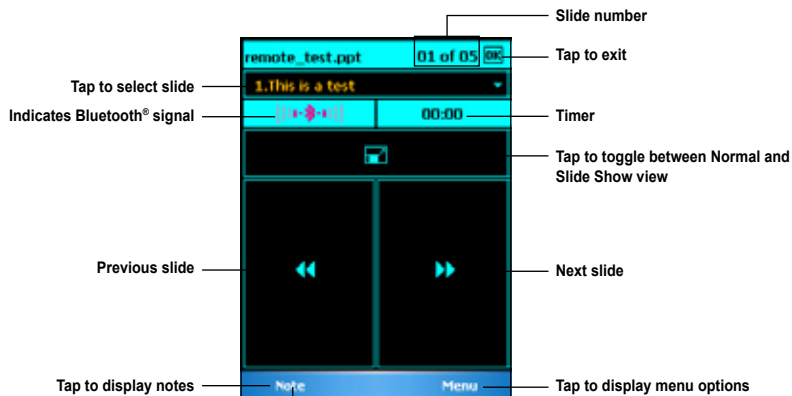 Slide number
remote_test.ppt 01 of 05 OK
Tap to exit
Tap to select slide
1.This is a test
Indicates Bluetooth® signal
00:00
Timer
Tap to toggle between Normal and
Slide Show view
Previous slide
Next slide
Tap to display notes
Note
Menu
Tap to display menu options